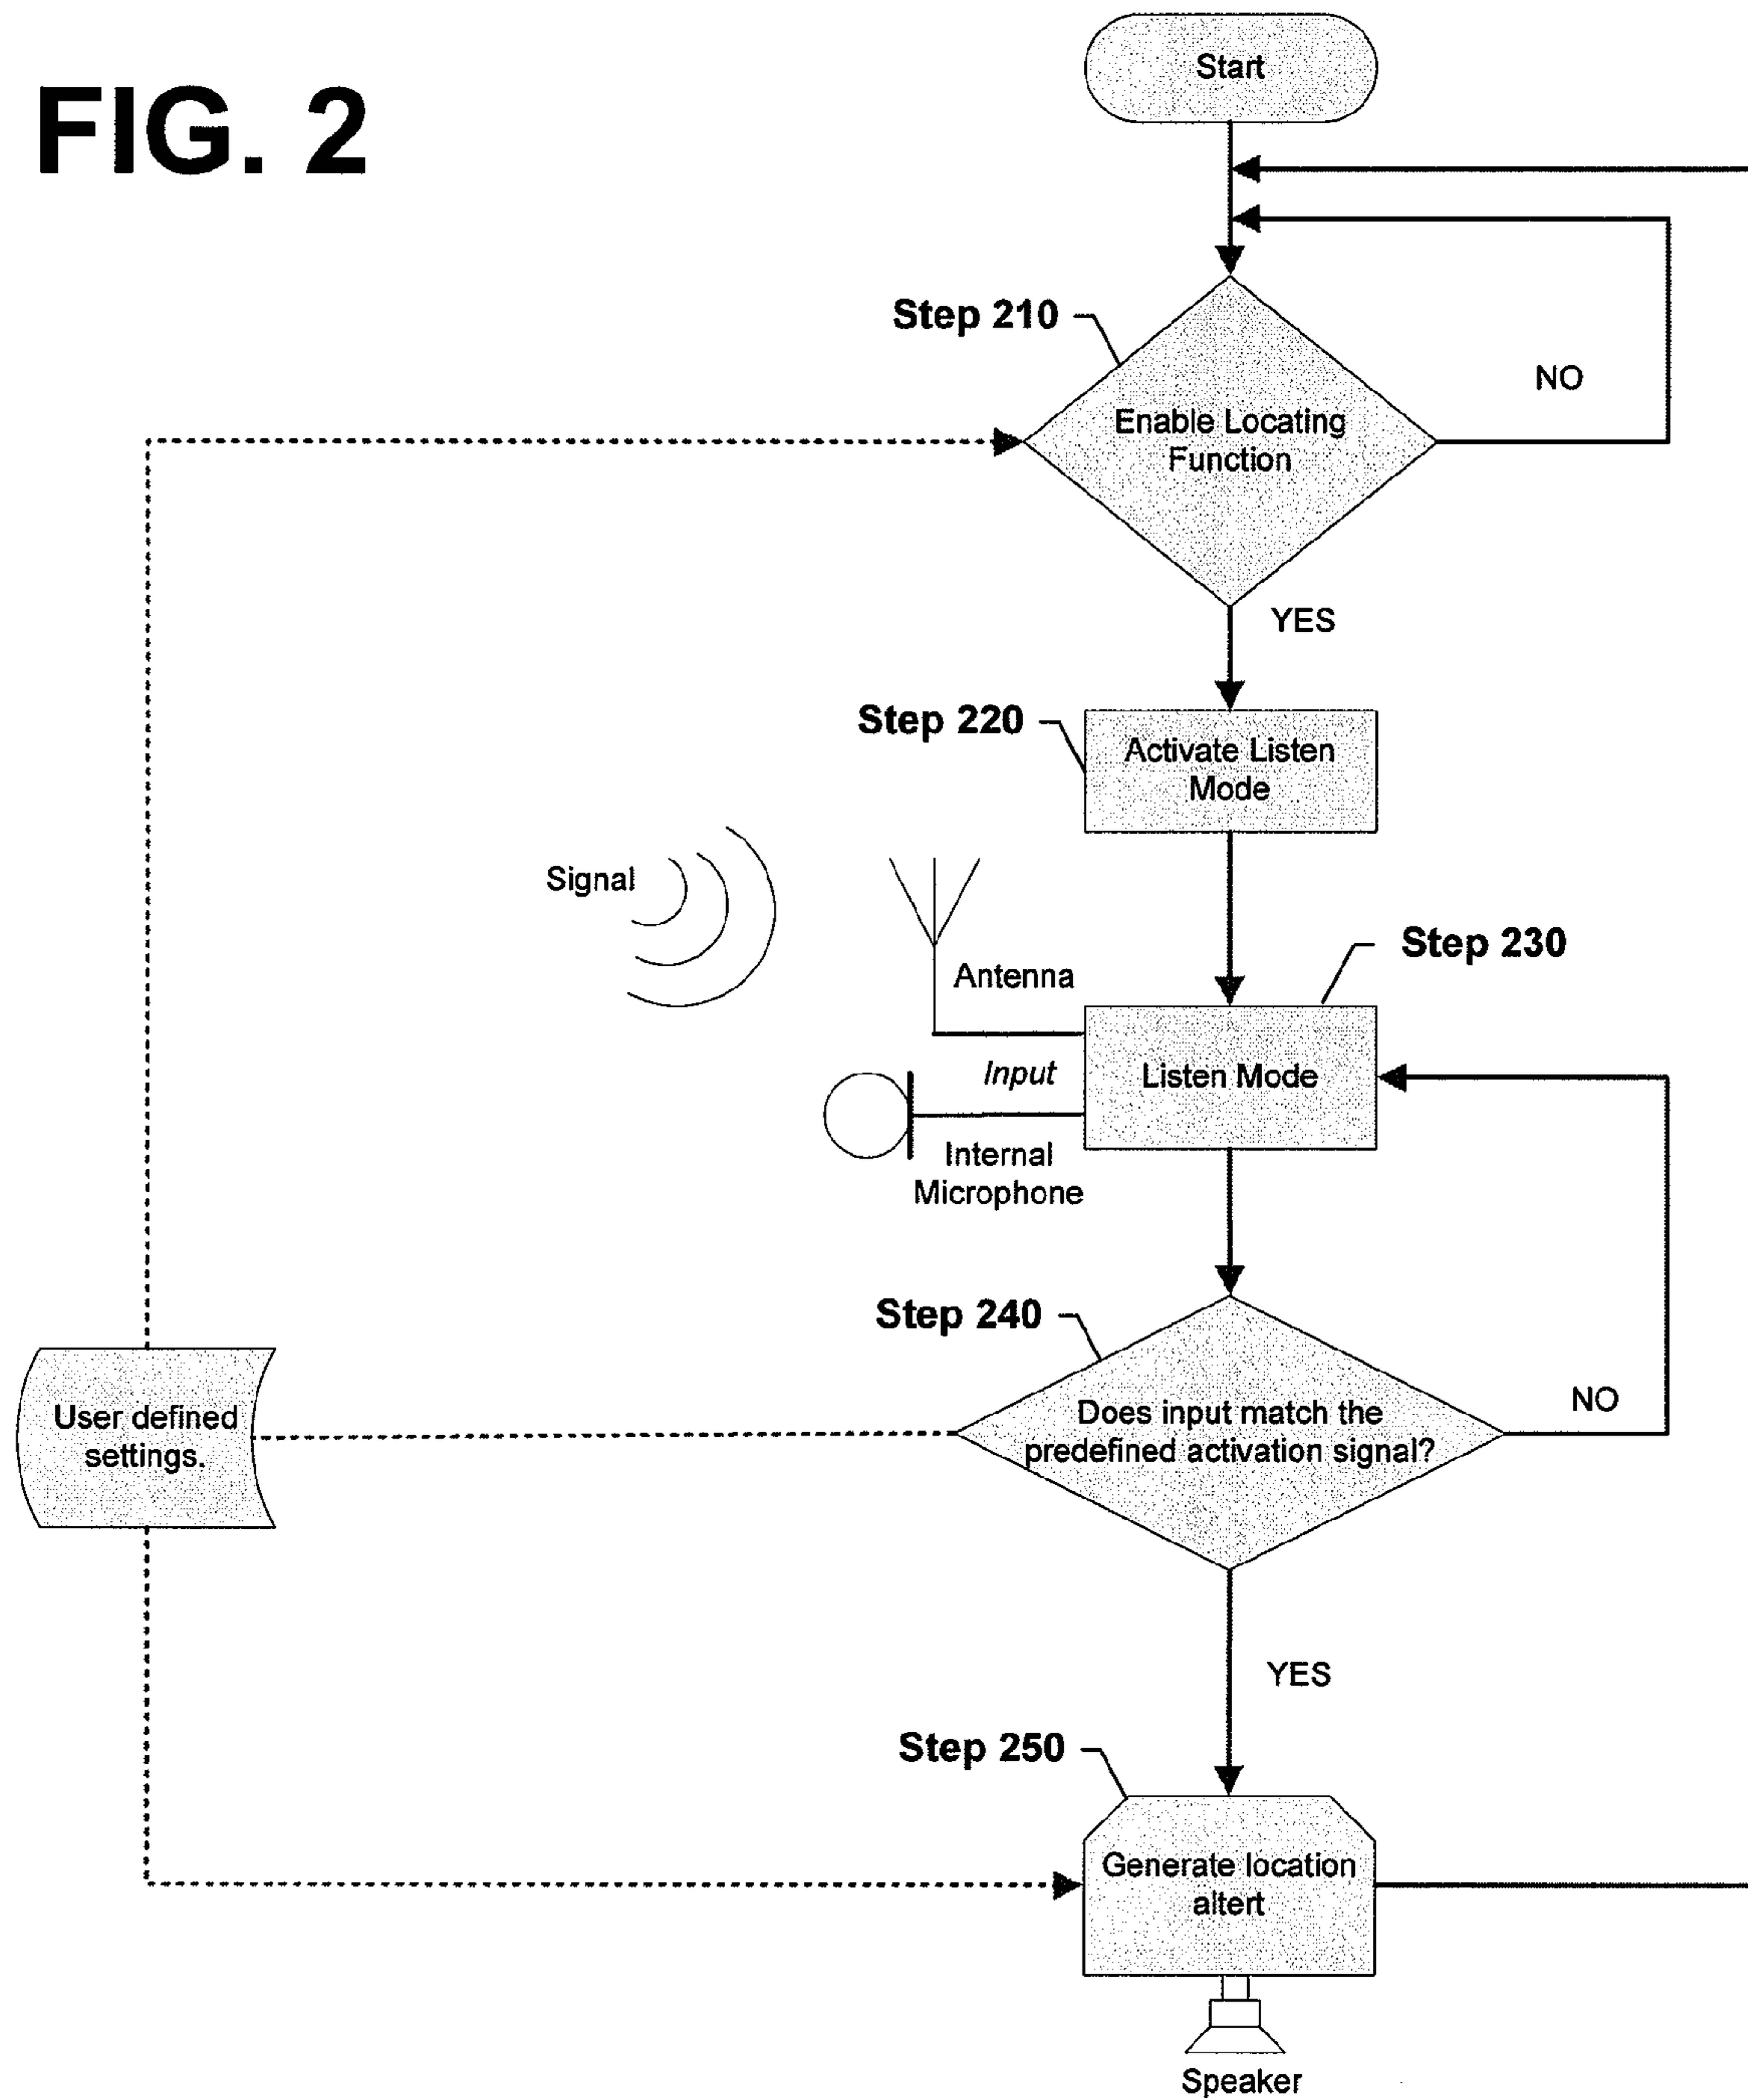 FIG. 2
Start
Step 210
Enable Locating
Function
NO
YES
Step 220
Activate Listen
Mode
Signal
Antenna
Step 230
Input
Listen Mode
Internal
Microphone
Step 240
Does input match the
predefined activation signal?
NO
User defined
settings.
YES
Step 250
Generate location
altert
Speaker